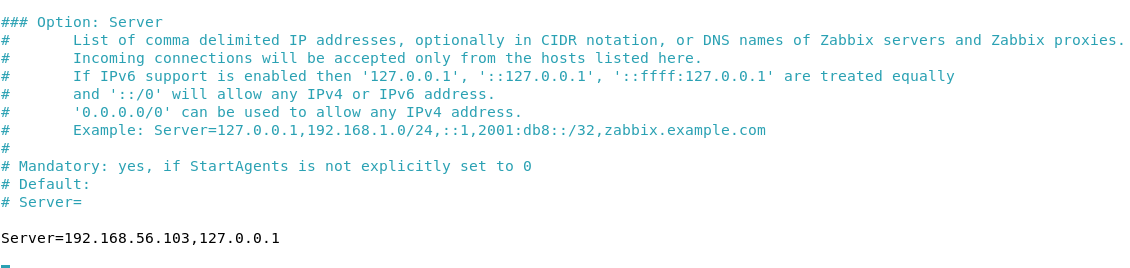 ### Option: Server
#       List of comma delimited IP addresses, optionally in CIDR notation, or DNS names of Zabbix servers and Zabbix proxies.
#       Incoming connections will be accepted only from the hosts listed here.
#       If IPv6 support is enabled then '127.0.0.1', '::127.0.0.1', '::ffff:127.0.0.1' are treated equally
#       and '::/0' will allow any IPv4 or IPv6 address.
#       '0.0.0.0/0' can be used to allow any IPv4 address.
#       Example: Server=127.0.0.1,192.168.1.0/24,::1,2001:db8::/32,zabbix.example.com
#
# Mandatory: yes, if StartAgents is not explicitly set to 0
# Default:
# Server=

Server=192.168.56.103,127.0.0.1